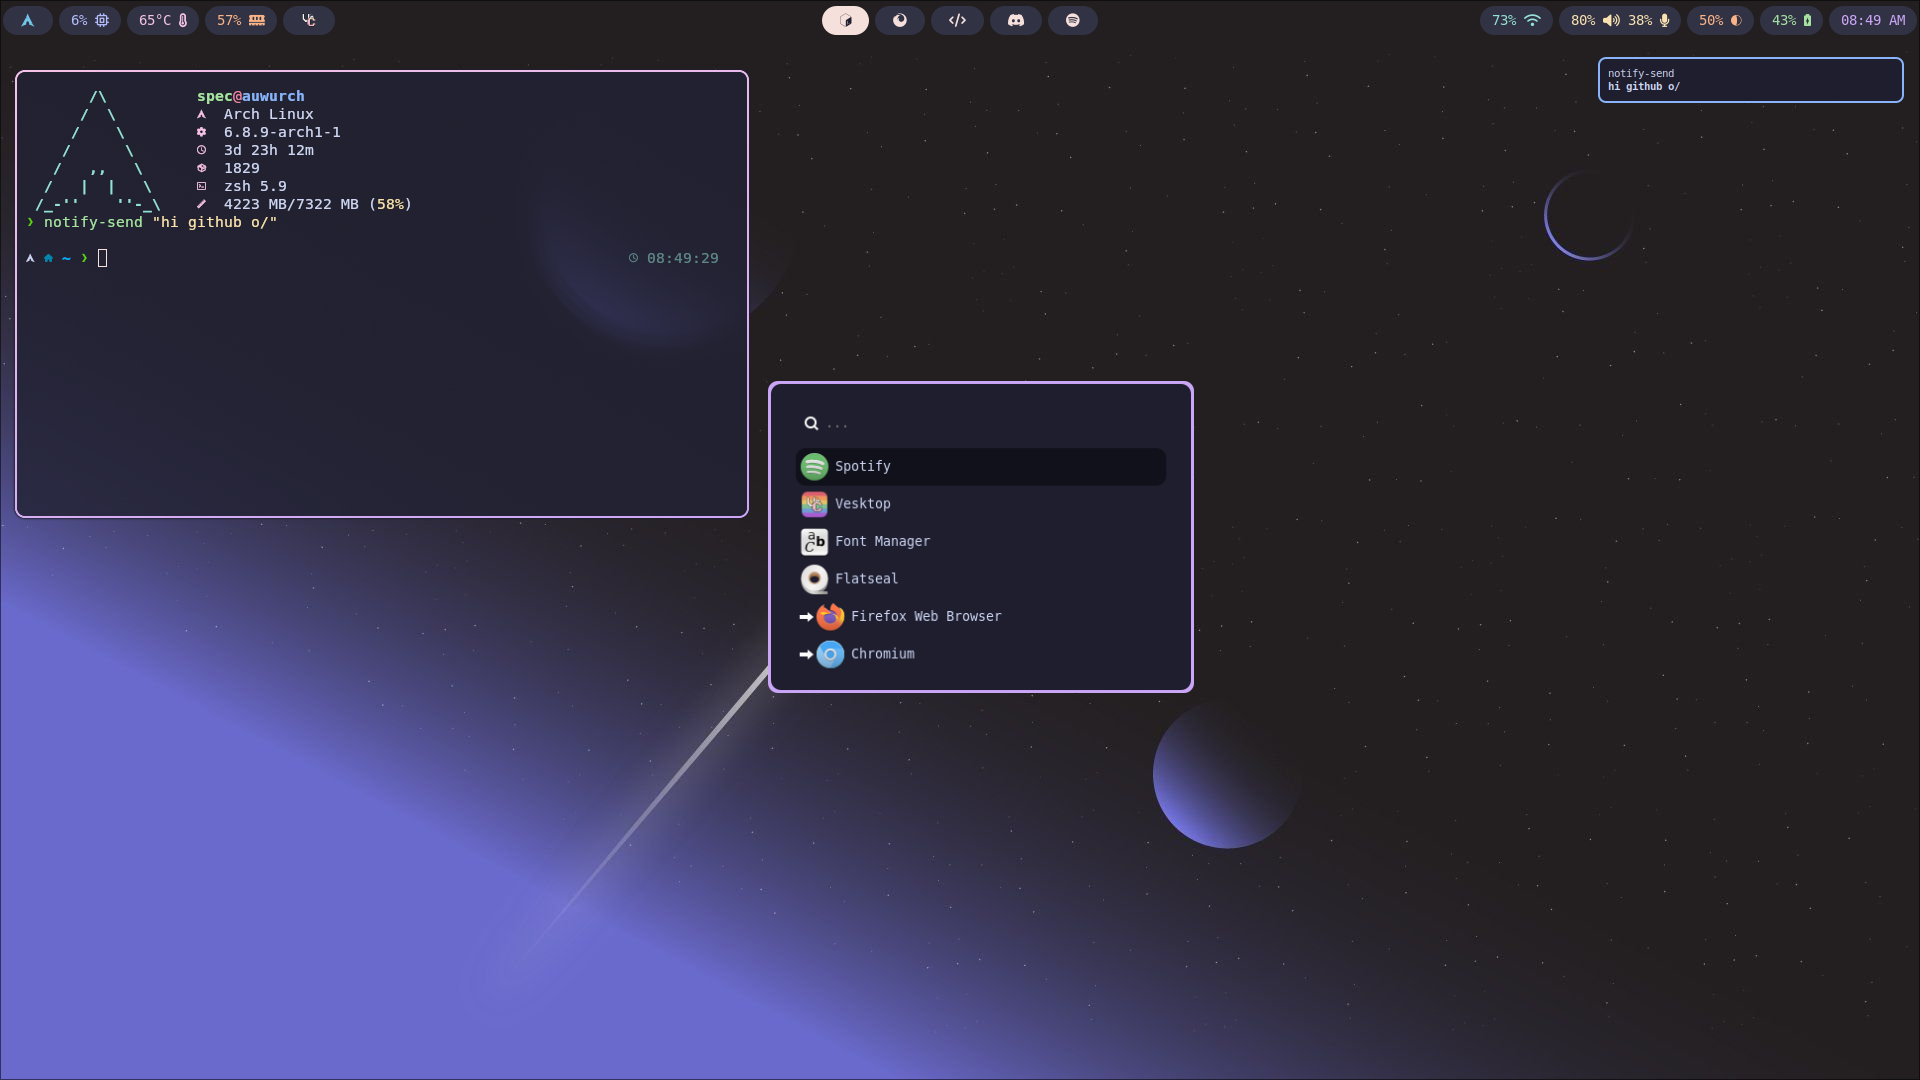 6%
65°C
57%
73%
80% 38%
50%
43%
08:49 AM
notify-send
hi github o/
spec@auwurch
Arch Linux
6.8.9-arch1-1
3d 23h 12m
1829
zsh 5.9
4223 MB/7322 MB (58%)
❯ notify-send "hi github o/"
~ ❯
08:49:29
...
Spotify
Vesktop
Font Manager
Flatseal
Firefox Web Browser
Chromium